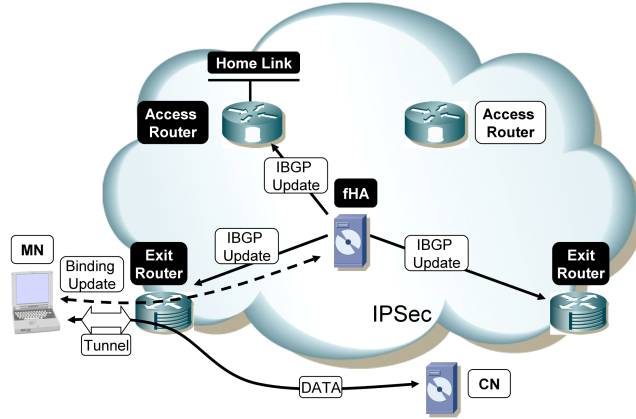 Home Link
Access
Router
Access
Router
IBGP
Update
fHA
MN
Binding
Update
Exit
Router
IBGP
Update
IBGP
Update
Exit
Router
IPSec
Tunnel
DATA
CN